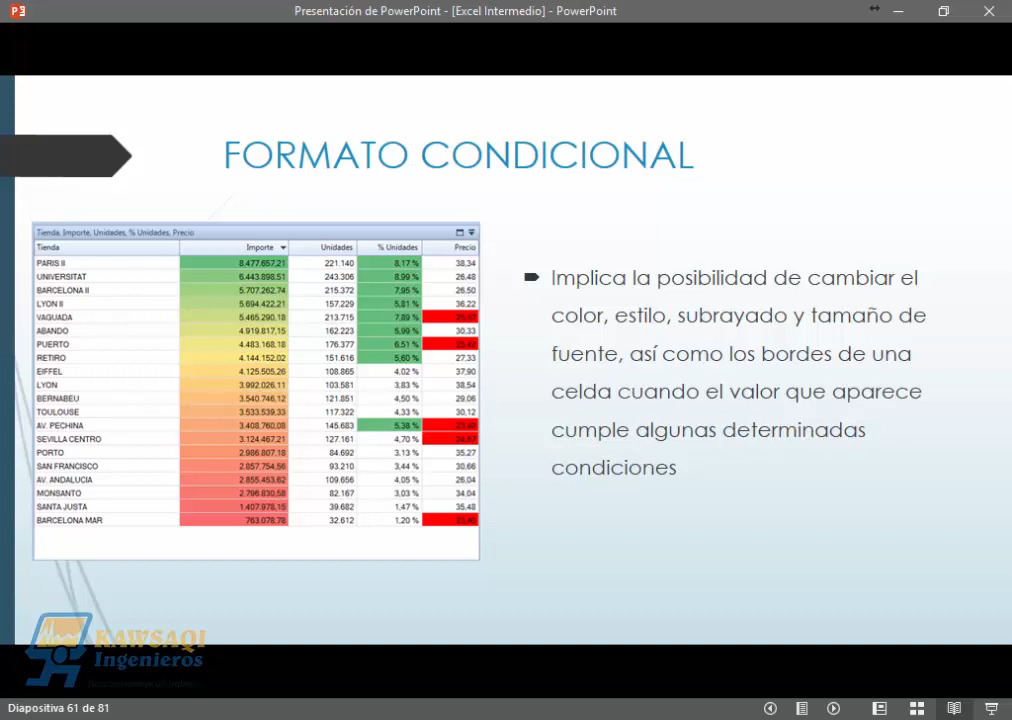 Presentación de PowerPoint - [Excel Intermedio] - PowerPoint
FORMATO CONDICIONAL
Tienda, Importe, Unidades, % Unidades, Precio
Tienda Importe Unidades % Unidades Precio
PARIS II 8.477.657,21 221.140 8,17 % 38,34
UNIVERSITAT 6.443.898,51 243.306 8,99 % 26,48
BARCELONA II 5.707.262,74 215.372 7,95 % 26,50
LYON II 5.694.422,21 157.229 5,81 % 36,22
VAGUADA 5.465.290,18 213.715 7,89 %
ABANDO 4.919.817,15 162.223 5,99 % 30,33
PUERTO 4.483.168,18 176.377 6,51 %
RETIRO 4.144.152,02 151.616 5,60 % 27,33
EIFFEL 4.125.505,26 108.865 4,02 % 37,90
LYON 3.992.026,11 103.581 3,83 % 38,54
BERNABEU 3.540.746,12 121.851 4,50 % 29,06
TOULOUSE 3.533.539,33 117.322 4,33 % 30,12
AV. PECHINA 3.408.760,08 145.683 5,38 %
SEVILLA CENTRO 3.124.467,21 127.161 4,70 %
PORTO 2.986.807,18 84.692 3,13 % 35,27
SAN FRANCISCO 2.857.754,56 93.210 3,44 % 30,66
AV. ANDALUCIA 2.855.453,62 109.656 4,05 % 26,04
MONSANTO 2.796.830,58 82.167 3,03 % 34,04
SANTA JUSTA 1.407.978,15 39.682 1,47 % 35,48
BARCELONA MAR 763.078,78 32.612 1,20 %
Implica la posibilidad de cambiar el
color, estilo, subrayado y tamaño de
fuente, así como los bordes de una
celda cuando el valor que aparece
cumple algunas determinadas
condiciones
KAWSAQI
Ingenieros
Diapositiva 61 de 81